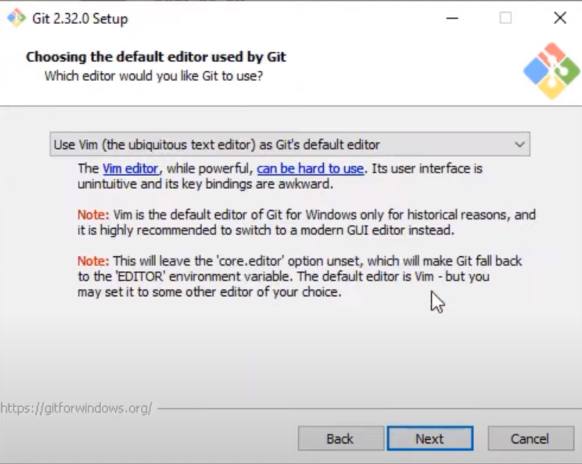 Git 2.32.0 Setup
Choosing the default editor used by Git
Which editor would you like Git to use?
Use Vim (the ubiquitous text editor) as Git's default editor
The Vim editor, while powerful, can be hard to use. Its user interface is
unintuitive and its key bindings are awkward.
Note: Vim is the default editor of Git for Windows only for historical reasons, and
it is highly recommended to switch to a modern GUI editor instead.
Note: This will leave the 'core.editor' option unset, which will make Git fall back
to the 'EDITOR' environment variable. The default editor is Vim - but you
may set it to some other editor of your choice.
https://gitforwindows.org/
Back
Next
Cancel